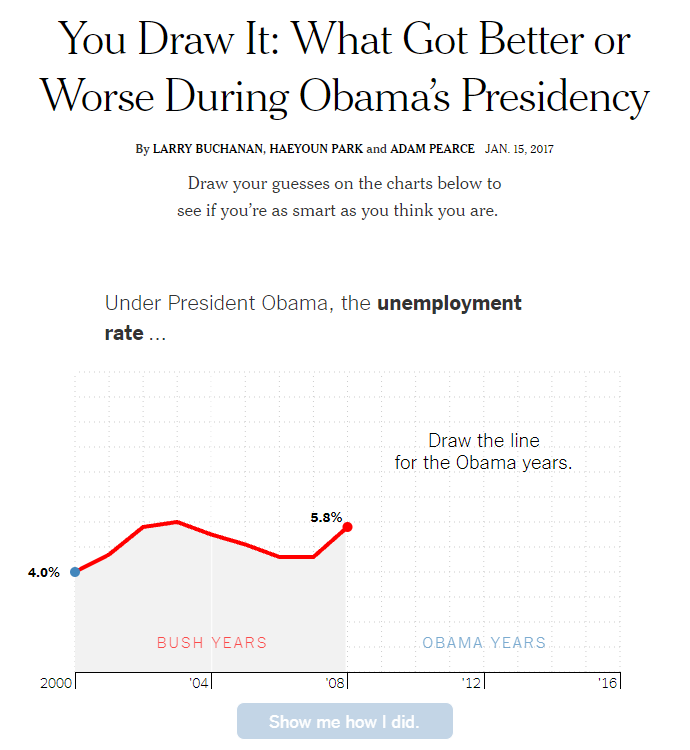 You Draw It: What Got Better or
Worse During Obama’s Presidency
By LARRY BUCHANAN, HAEYOUN PARK and ADAM PEARCE JAN. 15, 2017
Draw your guesses on the charts below to
see if you’re as smart as you think you are.
Under President Obama, the unemployment
rate ...
Draw the line
for the Obama years.
5.8%
4.0%
BUSH YEARS
OBAMA YEARS
2000 '04 '08 '12 '16
Show me how I did.